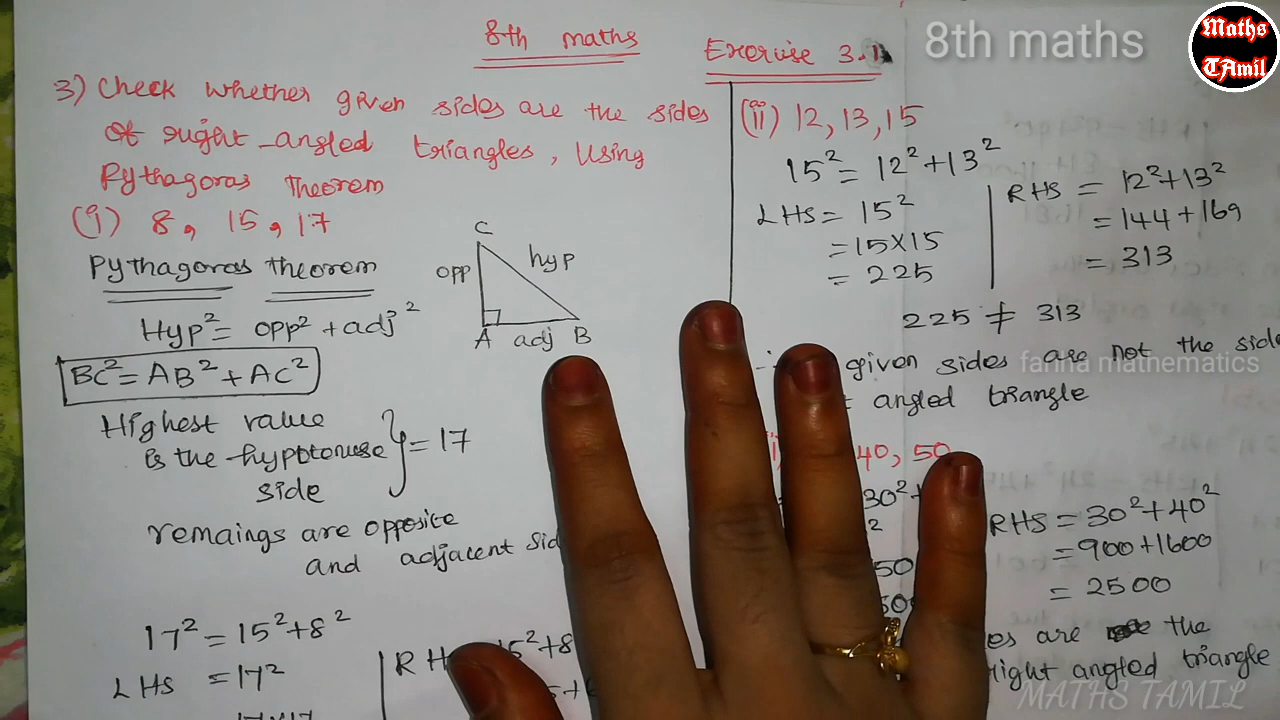 8th maths
Exercise 3.1
8th maths
Maths
TAmil
3) Check whether given sides are the sides
of right-angled triangles, Using
Pythagoras theorem
(i) 8, 15, 17
Pythagoras theorem
Hyp² = opp² + adj²
BC² = AB² + AC²
C
opp
hyp
A adj B
Highest value
is the hypotonuse
side
} = 17
remaings are opposite
and adjacent
17² = 15² + 8²
LHS = 17²
(ii) 12, 13, 15
15² = 12² + 13²
LHS = 15²
= 15 × 15
= 225
RHS = 12² + 13²
= 144 + 169
= 313
225 ≠ 313
given sides are not the side
angled triangle
farina mathematics
40, 50
30²
50
RHS = 30² + 40²
= 900 + 1600
= 2500
are the
right angled triangle
MATHS TAMIL